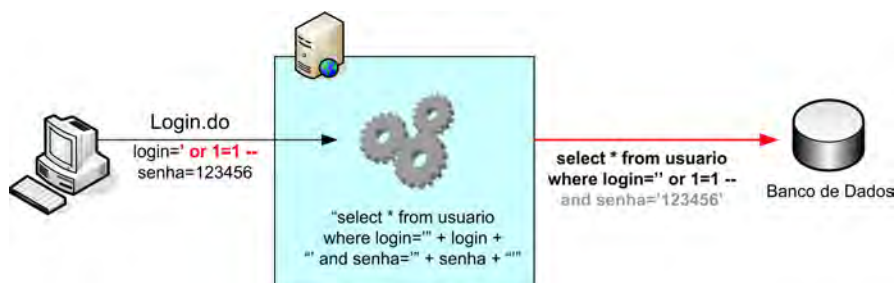 Login.do
login=' or 1=1 --
senha=123456
“select * from usuario
where login='” + login +
“' and senha='” + senha + “'”
select * from usuario
where login='' or 1=1 --
and senha='123456'
Banco de Dados